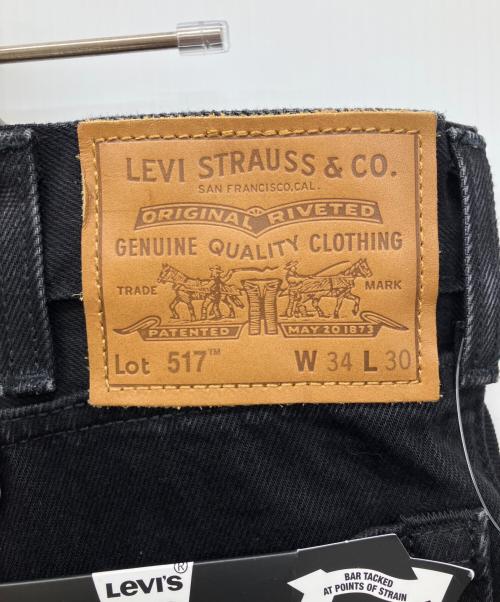 LEVI STRAUSS & CO.
SAN FRANCISCO, CAL.
ORIGINAL RIVETED
GENUINE QUALITY CLOTHING
TRADE MARK
PATENTED MAY 20 1873
Lot 517™ W 34 L 30
Levi's®
BAR TACKED
AT POINTS OF STRAIN